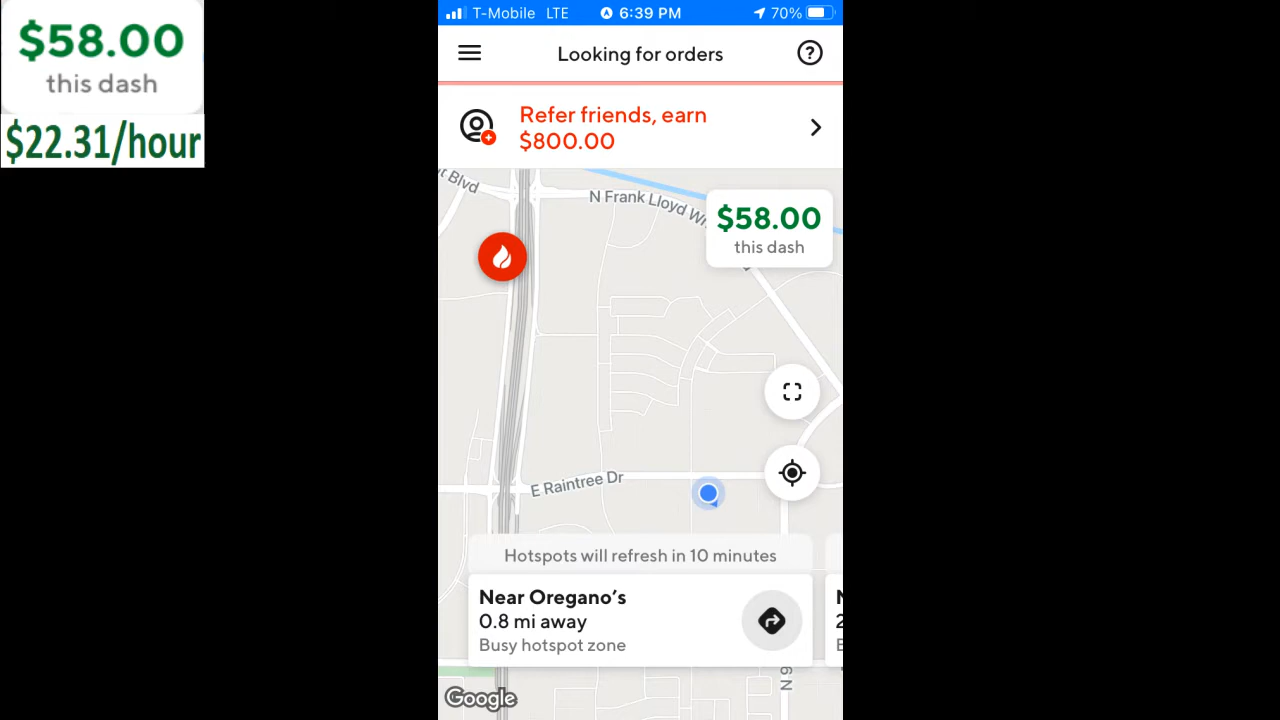 $58.00
this dash
$22.31/hour
T-Mobile LTE 6:39 PM 70%
Looking for orders
Refer friends, earn
$800.00
Blvd
N Frank Lloyd
$58.00
this dash
E Raintree Dr
Hotspots will refresh in 10 minutes
Near Oregano's
0.8 mi away
Busy hotspot zone
Google